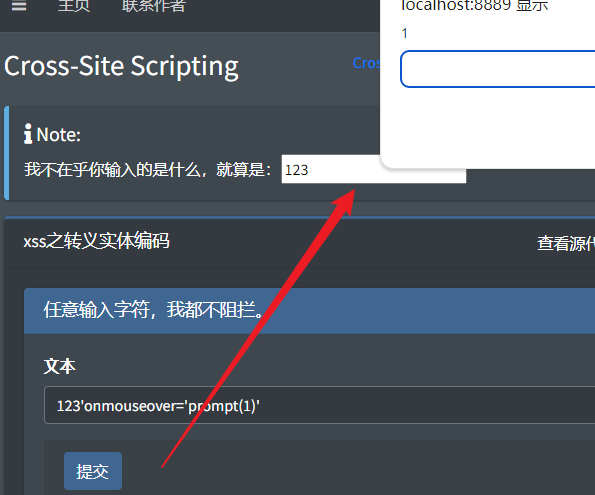 主页 联系作者
localhost:8889 显示
1
Cross-Site Scripting
Cros
Note:
我不在乎你输入的是什么，就算是：123
xss之转义实体编码 查看源代
任意输入字符，我都不阻拦。
文本
123'onmouseover='prompt(1)'
提交